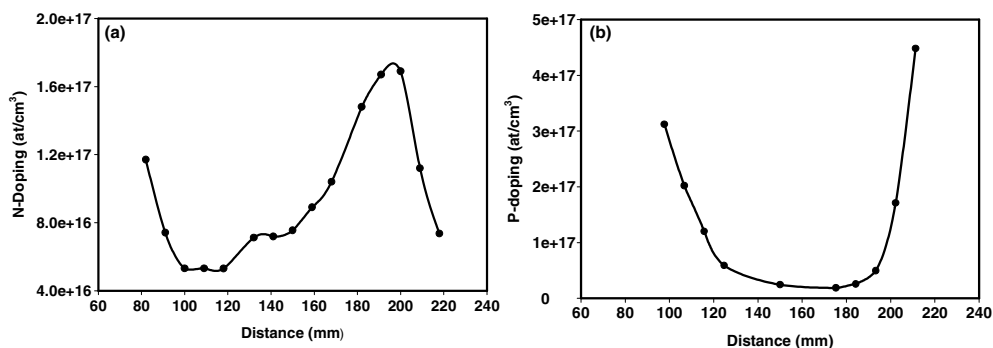 (a)
N-Doping (at/cm³)
2.0e+17
1.6e+17
1.2e+17
8.0e+16
4.0e+16
60 80 100 120 140 160 180 200 220 240
Distance (mm)
(b)
P-doping (at/cm³)
5e+17
4e+17
3e+17
2e+17
1e+17
0
60 80 100 120 140 160 180 200 220 240
Distance (mm)